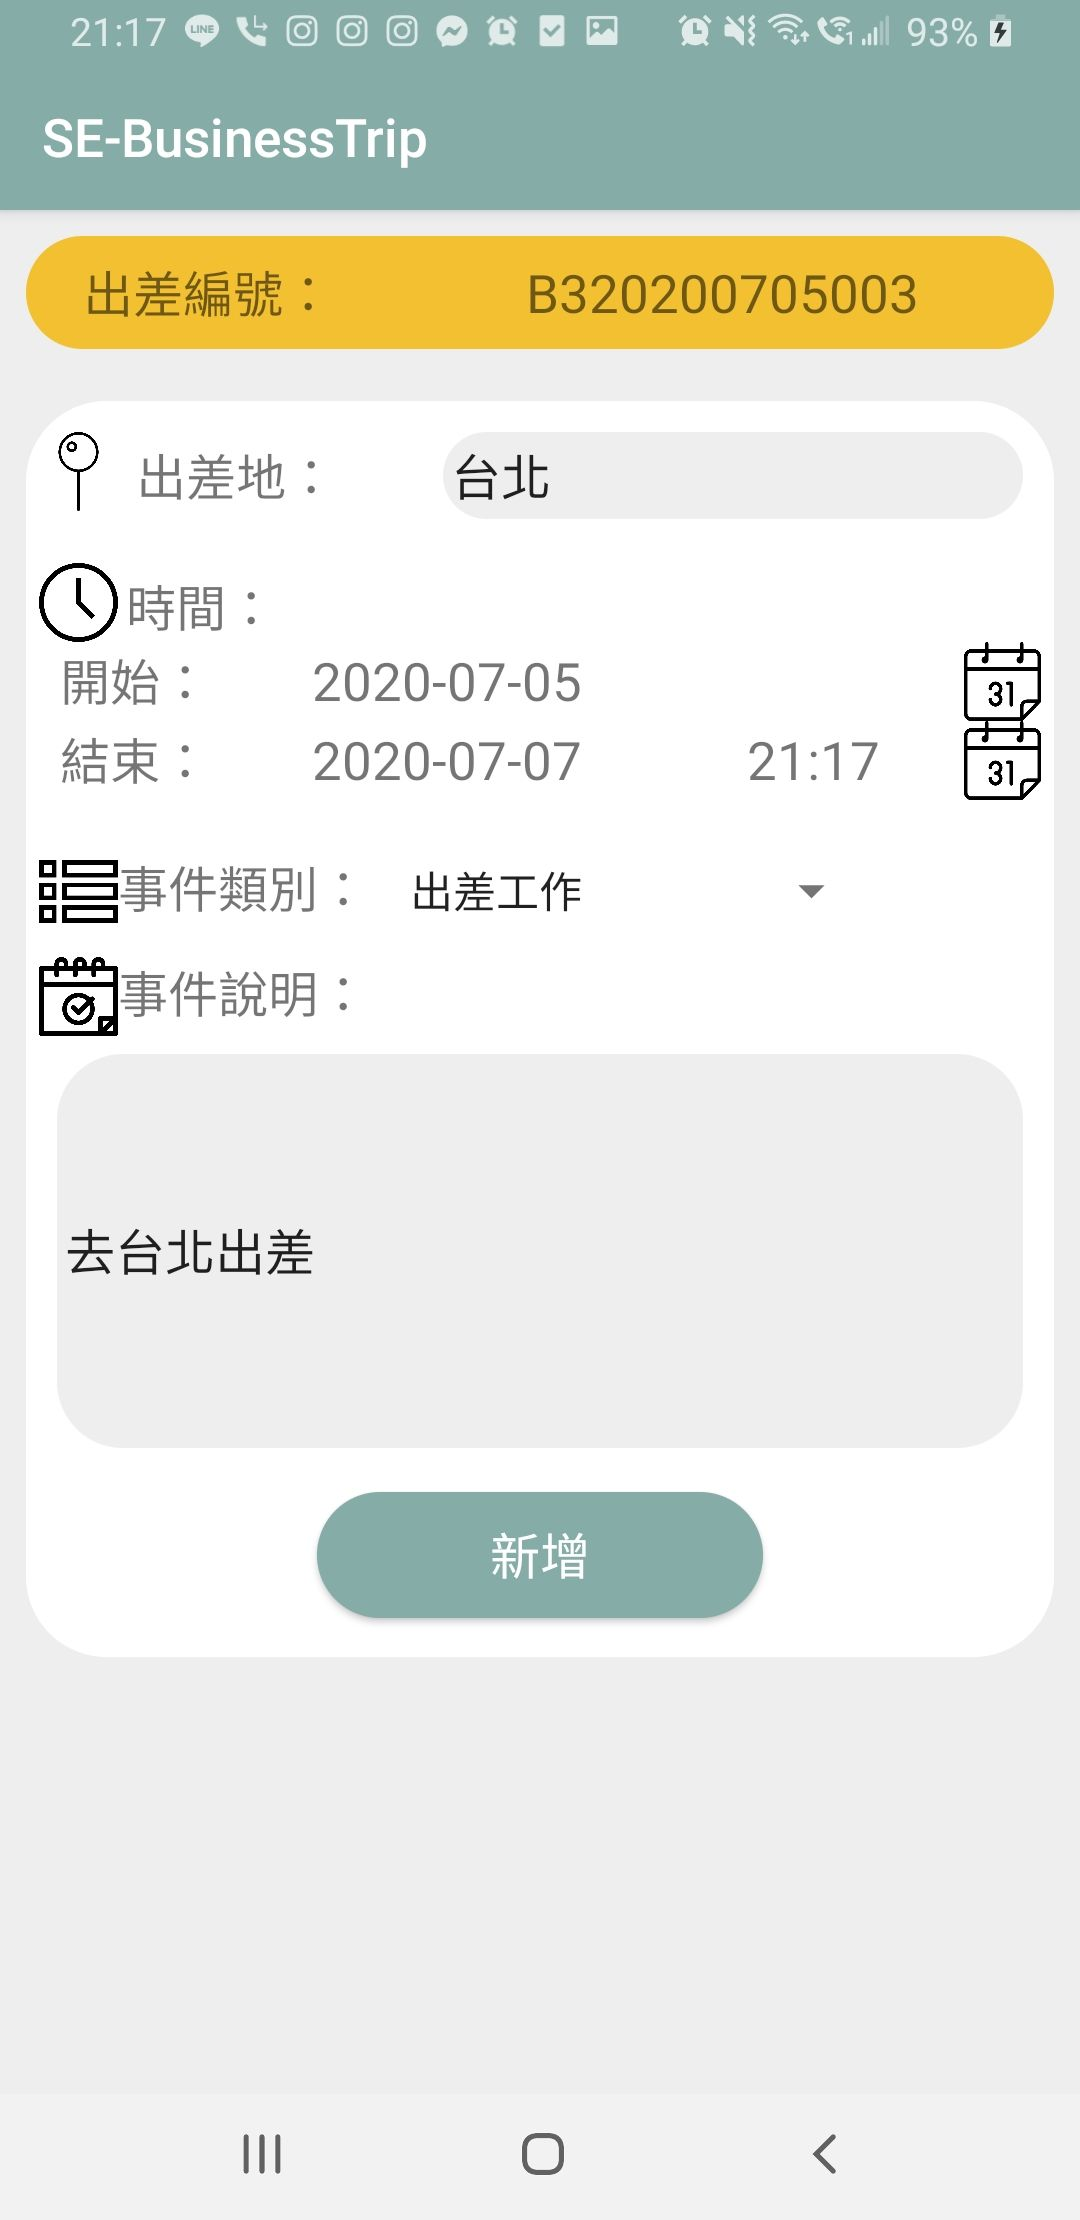 21:17 LINE 1 93%
SE-BusinessTrip
出差編號： B320200705003
出差地： 台北
時間：
開始： 2020-07-05 31
結束： 2020-07-07 21:17 31
事件類別： 出差工作
事件說明：
去台北出差
新增